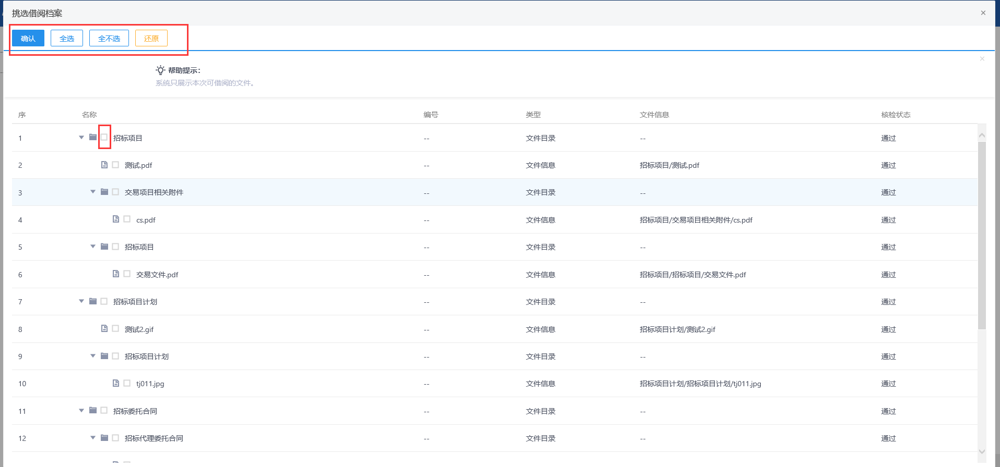 挑选借阅档案
确认 全选 全不选 还原
帮助提示：
系统只展示本次可借阅的文件。
序 名称 编号 类型 文件信息 核检状态
1 招标项目 -- 文件目录 -- 通过
2 测试.pdf -- 文件信息 招标项目/测试.pdf 通过
3 交易项目相关附件 -- 文件目录 -- 通过
4 cs.pdf -- 文件信息 招标项目/交易项目相关附件/cs.pdf 通过
5 招标项目 -- 文件目录 -- 通过
6 交易文件.pdf -- 文件信息 招标项目/招标项目/交易文件.pdf 通过
7 招标项目计划 -- 文件目录 -- 通过
8 测试2.gif -- 文件信息 招标项目计划/测试2.gif 通过
9 招标项目计划 -- 文件目录 -- 通过
10 tj011.jpg -- 文件信息 招标项目计划/招标项目计划/tj011.jpg 通过
11 招标委托合同 -- 文件目录 -- 通过
12 招标代理委托合同 -- 文件目录 -- 通过